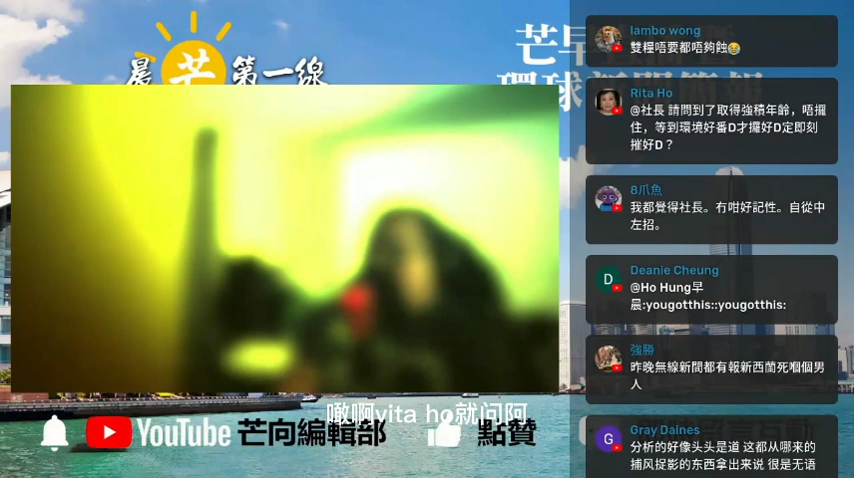 晨芒第一線
芒早
環球
噉啊vita ho就问阿
YouTube 芒向編輯部
點贊
lambo wong
雙糧唔要都唔夠蝕😂
Rita Ho
@社長 請問到了取得強積年齡，唔攞
住，等到環境好番D才攞好D定即刻
攞好D？
8爪魚
我都覺得社長。冇咁好記性。自從中
左招。
Deanie Cheung
D
@Ho Hung早
晨:yougotthis::yougotthis:
強勝
昨晚無線新聞都有報新西蘭死嗰個男
人
Gray Daines
G
分析的好像头头是道 这都从哪来的
捕风捉影的东西拿出来说 很是无语